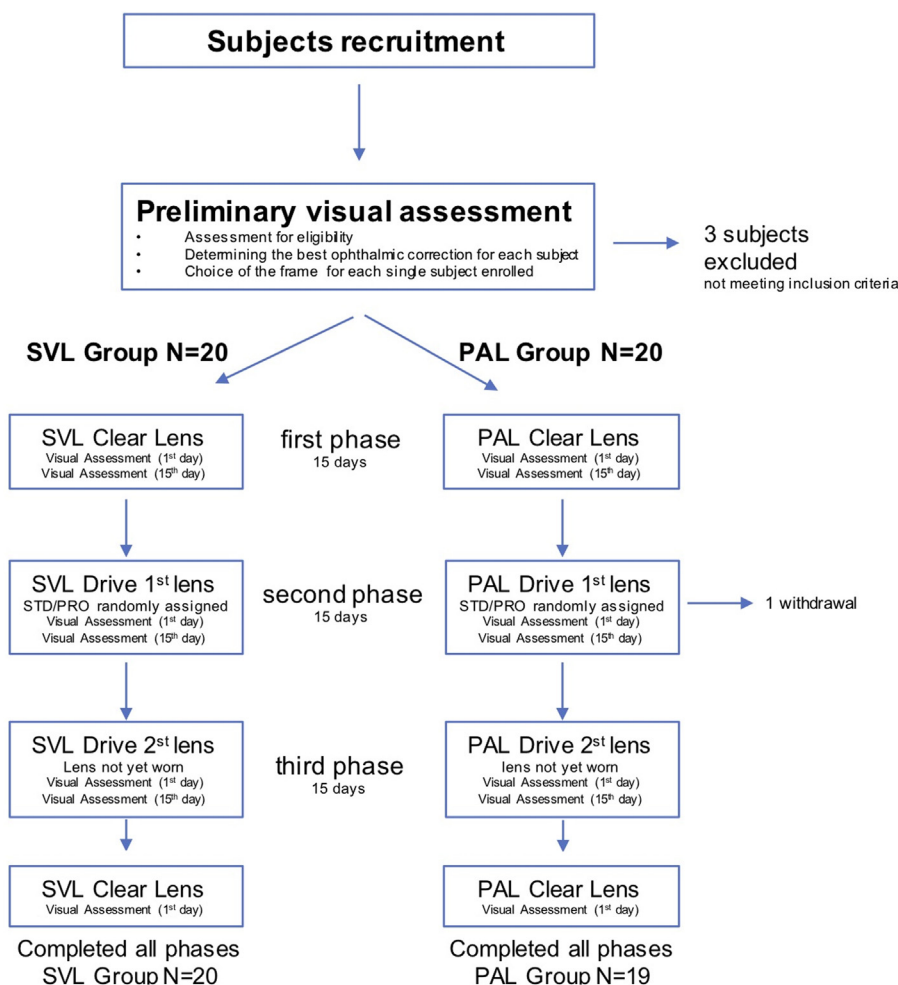 Subjects recruitment
Preliminary visual assessment
• Assessment for eligibility
• Determining the best ophthalmic correction for each subject
• Choice of the frame for each single subject enrolled
3 subjects
excluded
not meeting inclusion criteria
SVL Group N=20
PAL Group N=20
SVL Clear Lens
Visual Assessment (1st day)
Visual Assessment (15th day)
first phase
15 days
PAL Clear Lens
Visual Assessment (1st day)
Visual Assessment (15th day)
SVL Drive 1st lens
STD/PRO randomly assigned
Visual Assessment (1st day)
Visual Assessment (15th day)
second phase
15 days
PAL Drive 1st lens
STD/PRO randomly assigned
Visual Assessment (1st day)
Visual Assessment (15th day)
1 withdrawal
SVL Drive 2st lens
Lens not yet worn
Visual Assessment (1st day)
Visual Assessment (15th day)
third phase
15 days
PAL Drive 2st lens
lens not yet worn
Visual Assessment (1st day)
Visual Assessment (15th day)
SVL Clear Lens
Visual Assessment (1st day)
PAL Clear Lens
Visual Assessment (1st day)
Completed all phases
SVL Group N=20
Completed all phases
PAL Group N=19